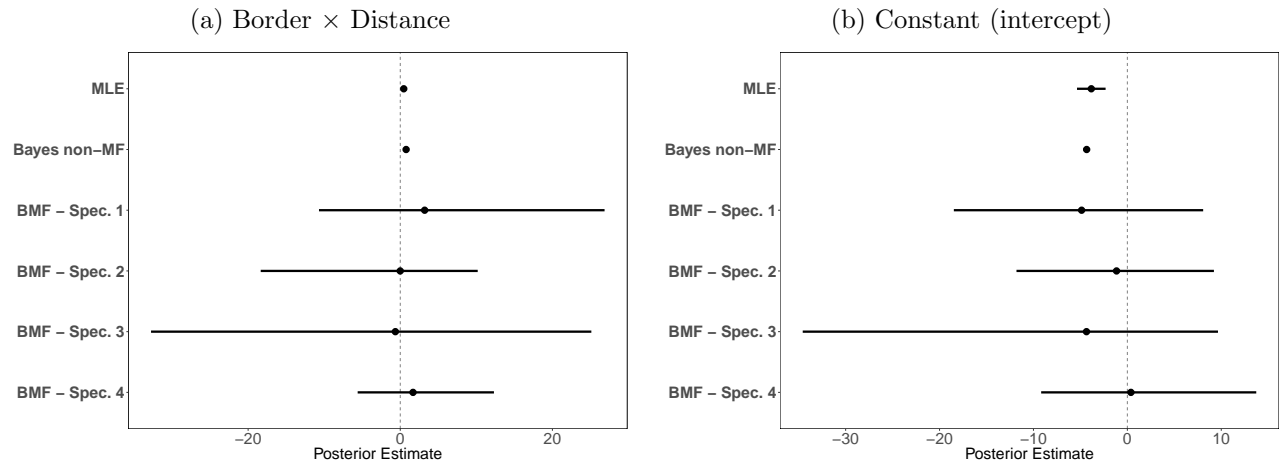 (a) Border × Distance
MLE
Bayes non−MF
BMF − Spec. 1
BMF − Spec. 2
BMF − Spec. 3
BMF − Spec. 4
−20 0 20
Posterior Estimate
(b) Constant (intercept)
MLE
Bayes non−MF
BMF − Spec. 1
BMF − Spec. 2
BMF − Spec. 3
BMF − Spec. 4
−30 −20 −10 0 10
Posterior Estimate